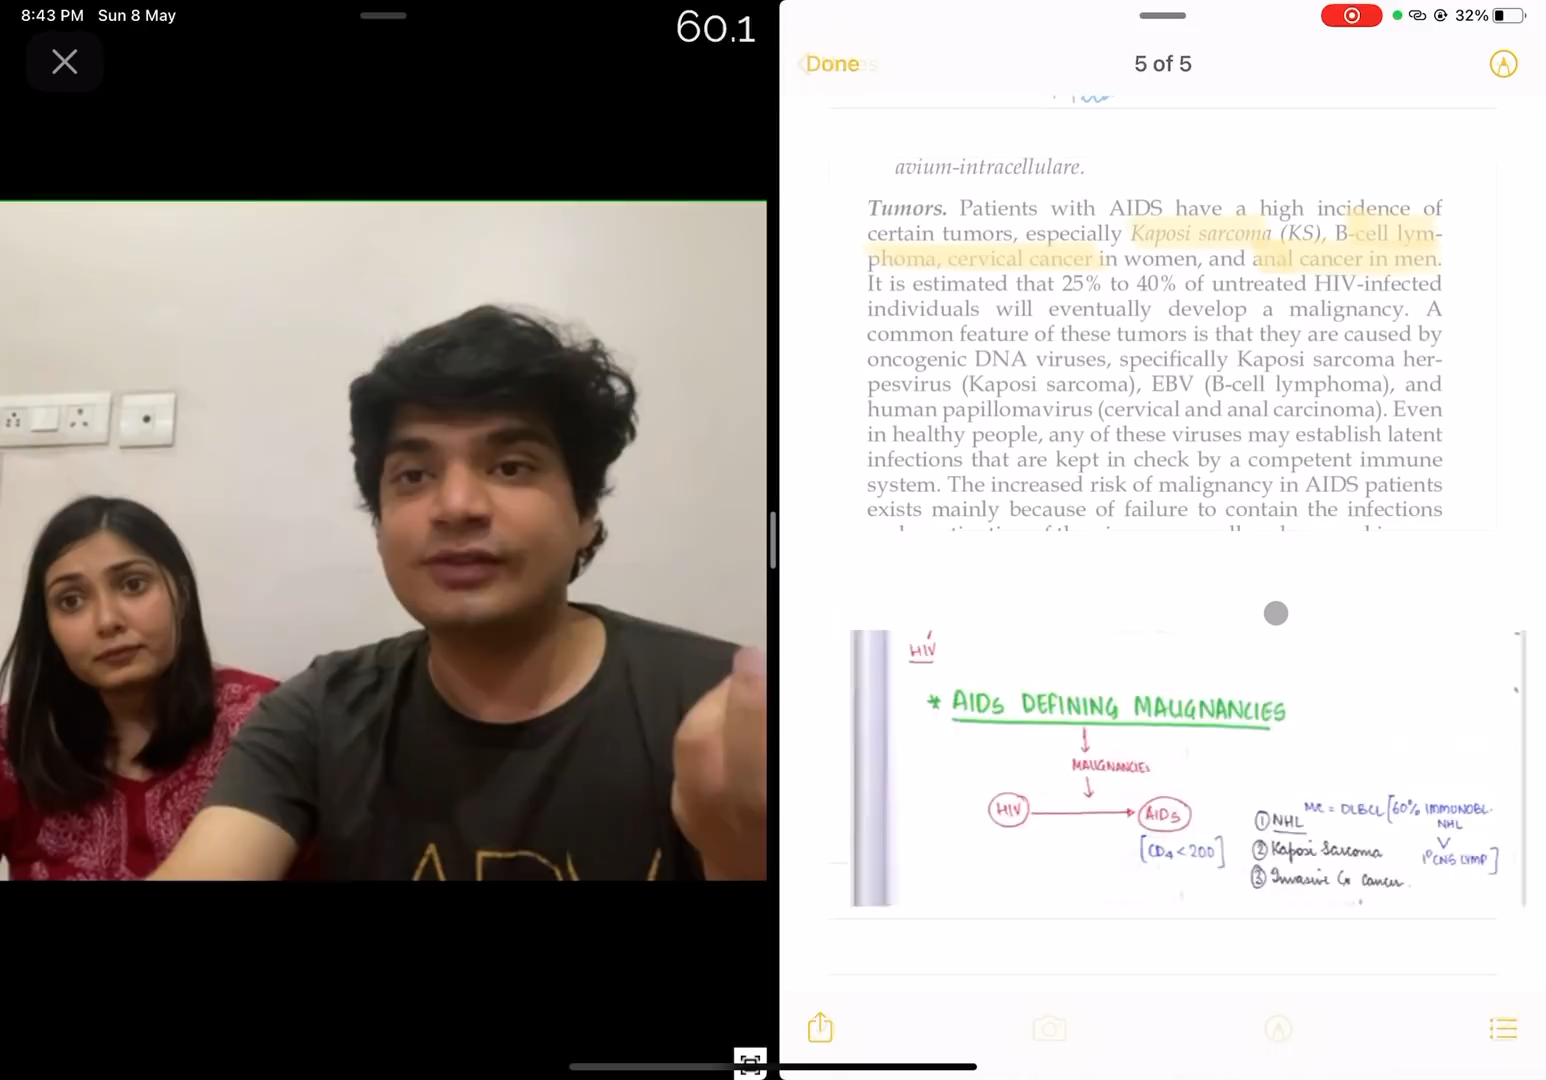 8:43 PM Sun 8 May
60.1
32%
Done
5 of 5
avium-intracellulare.
Tumors. Patients with AIDS have a high incidence of
certain tumors, especially Kaposi sarcoma (KS), B-cell lym-
phoma, cervical cancer in women, and anal cancer in men.
It is estimated that 25% to 40% of untreated HIV-infected
individuals will eventually develop a malignancy. A
common feature of these tumors is that they are caused by
oncogenic DNA viruses, specifically Kaposi sarcoma her-
pesvirus (Kaposi sarcoma), EBV (B-cell lymphoma), and
human papillomavirus (cervical and anal carcinoma). Even
in healthy people, any of these viruses may establish latent
infections that are kept in check by a competent immune
system. The increased risk of malignancy in AIDS patients
exists mainly because of failure to contain the infections
HIV
* AIDs DEFINING MALIGNANCIES
MALIGNANCIES
HIV
AIDs
[CD4<200]
① NHL
MC = DLBCL [60% IMMUNOBL.
NHL
② Kaposi Sarcoma
1° CNS LYMP]
③ Invasive Cx Cancer.